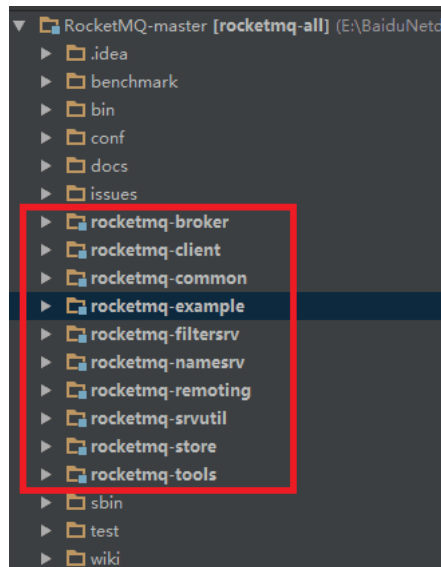 RocketMQ-master [rocketmq-all] (E:\BaiduNetd
.idea
benchmark
bin
conf
docs
issues
rocketmq-broker
rocketmq-client
rocketmq-common
rocketmq-example
rocketmq-filtersrv
rocketmq-namesrv
rocketmq-remoting
rocketmq-srvutil
rocketmq-store
rocketmq-tools
sbin
test
wiki